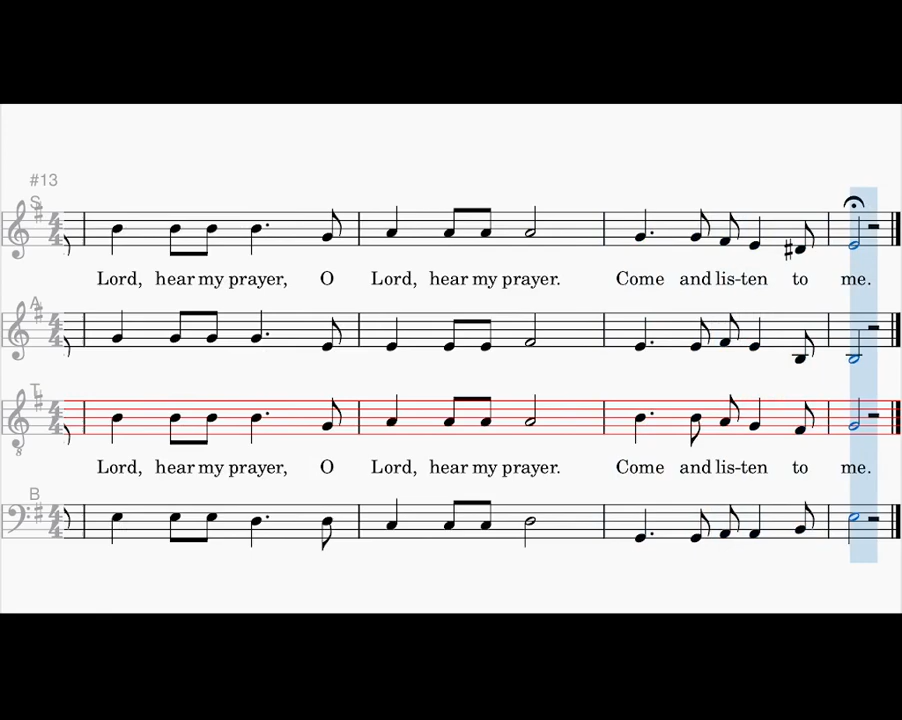 #13
S
Lord, hear my prayer, O Lord, hear my prayer. Come and lis-ten to me.
A
T
8
Lord, hear my prayer, O Lord, hear my prayer. Come and lis-ten to me.
B